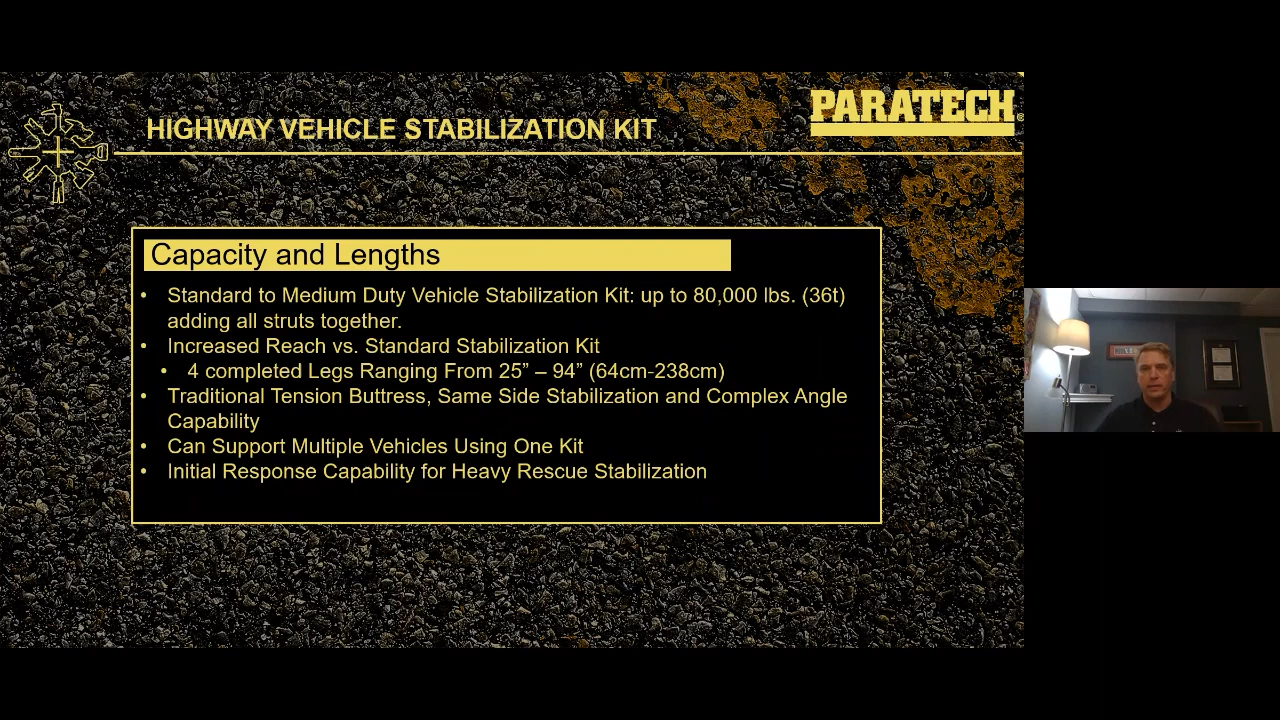 PARATECH
HIGHWAY VEHICLE STABILIZATION KIT
Capacity and Lengths
• Standard to Medium Duty Vehicle Stabilization Kit: up to 80,000 lbs. (36t)
adding all struts together.
• Increased Reach vs. Standard Stabilization Kit
• 4 completed Legs Ranging From 25” – 94” (64cm-238cm)
• Traditional Tension Buttress, Same Side Stabilization and Complex Angle
Capability
• Can Support Multiple Vehicles Using One Kit
• Initial Response Capability for Heavy Rescue Stabilization